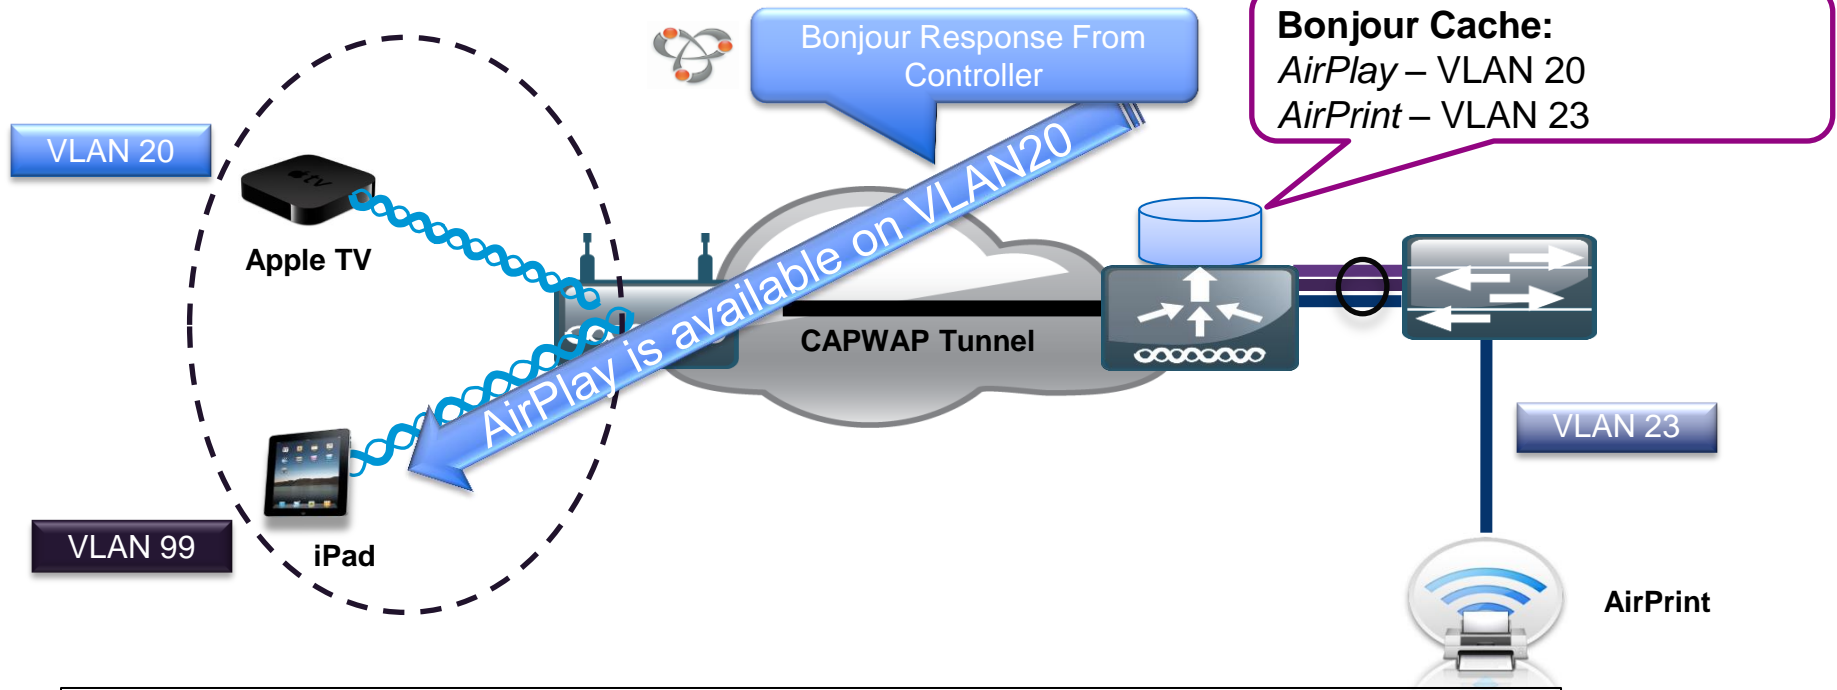 Bonjour Response From
Controller
Bonjour Cache:
AirPlay – VLAN 20
AirPrint – VLAN 23
VLAN 20
tv
Apple TV
AirPlay is available on VLAN20
CAPWAP Tunnel
VLAN 23
VLAN 99
iPad
AirPrint